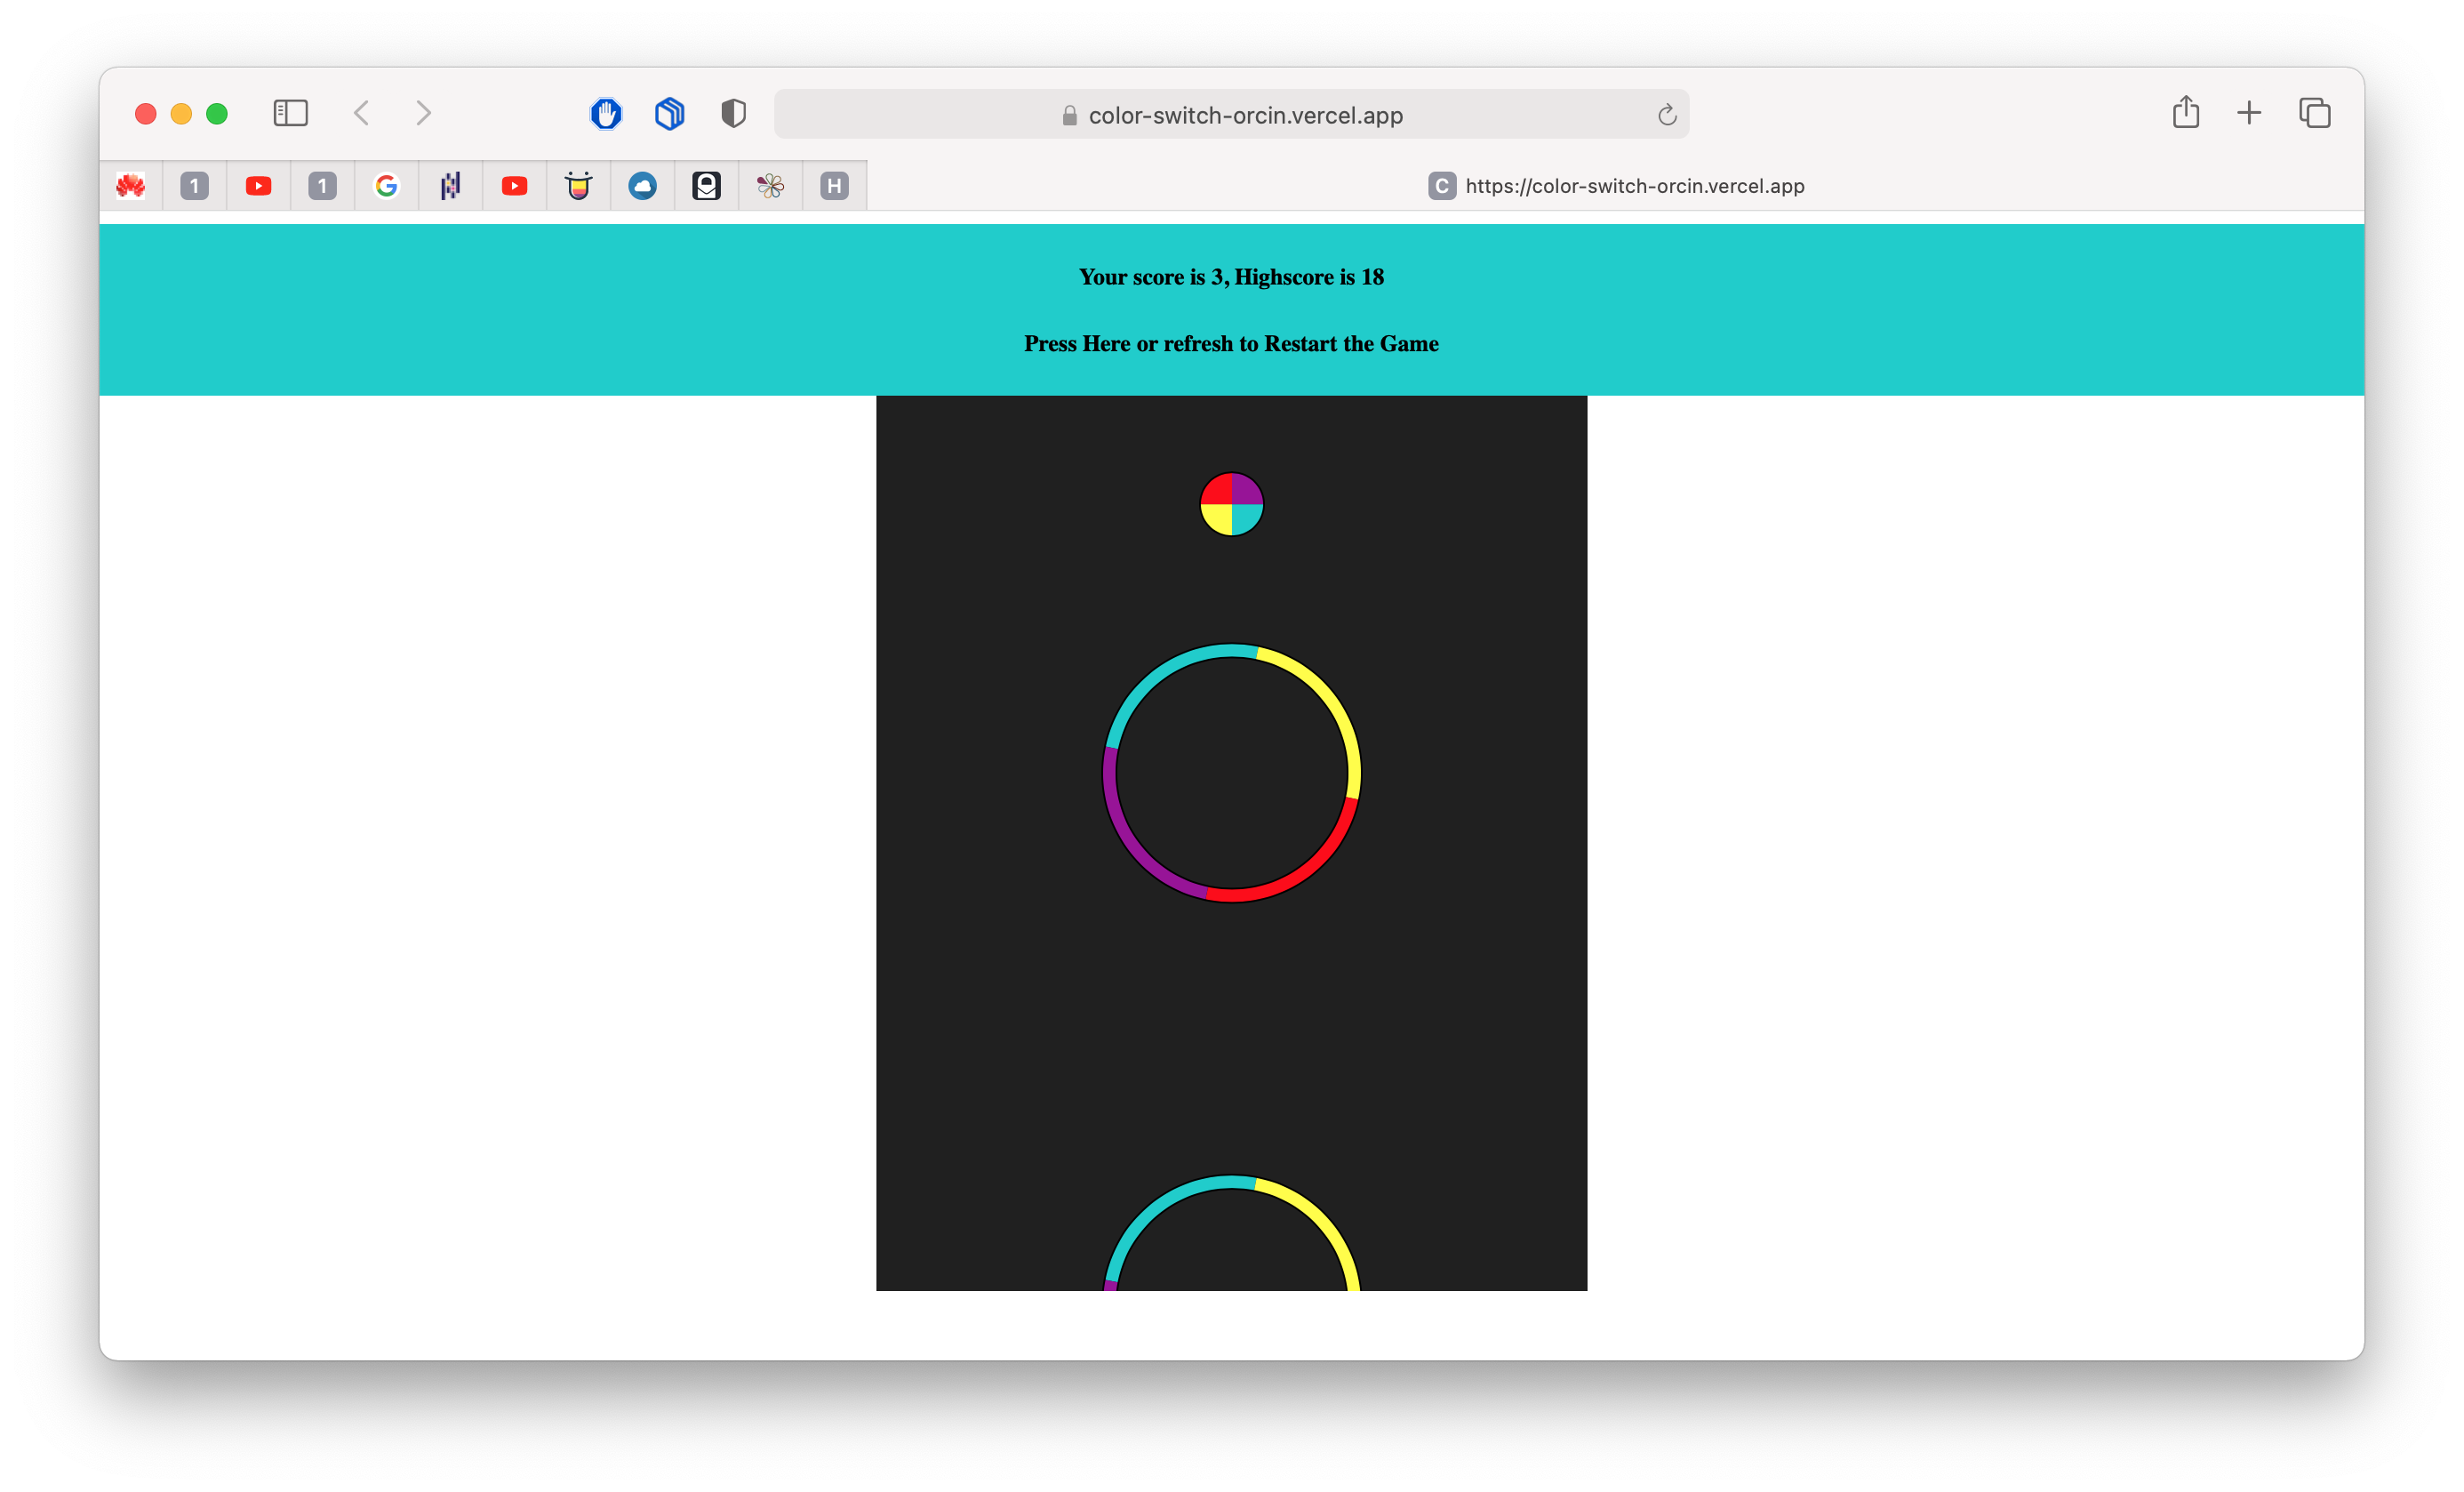 color-switch-orcin.vercel.app
1
1
G
H
C https://color-switch-orcin.vercel.app
Your score is 3, Highscore is 18
Press Here or refresh to Restart the Game